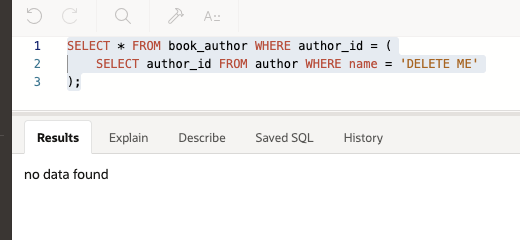 A::
1 SELECT * FROM book_author WHERE author_id = (
2 SELECT author_id FROM author WHERE name = 'DELETE ME'
3 );
Results Explain Describe Saved SQL History
no data found